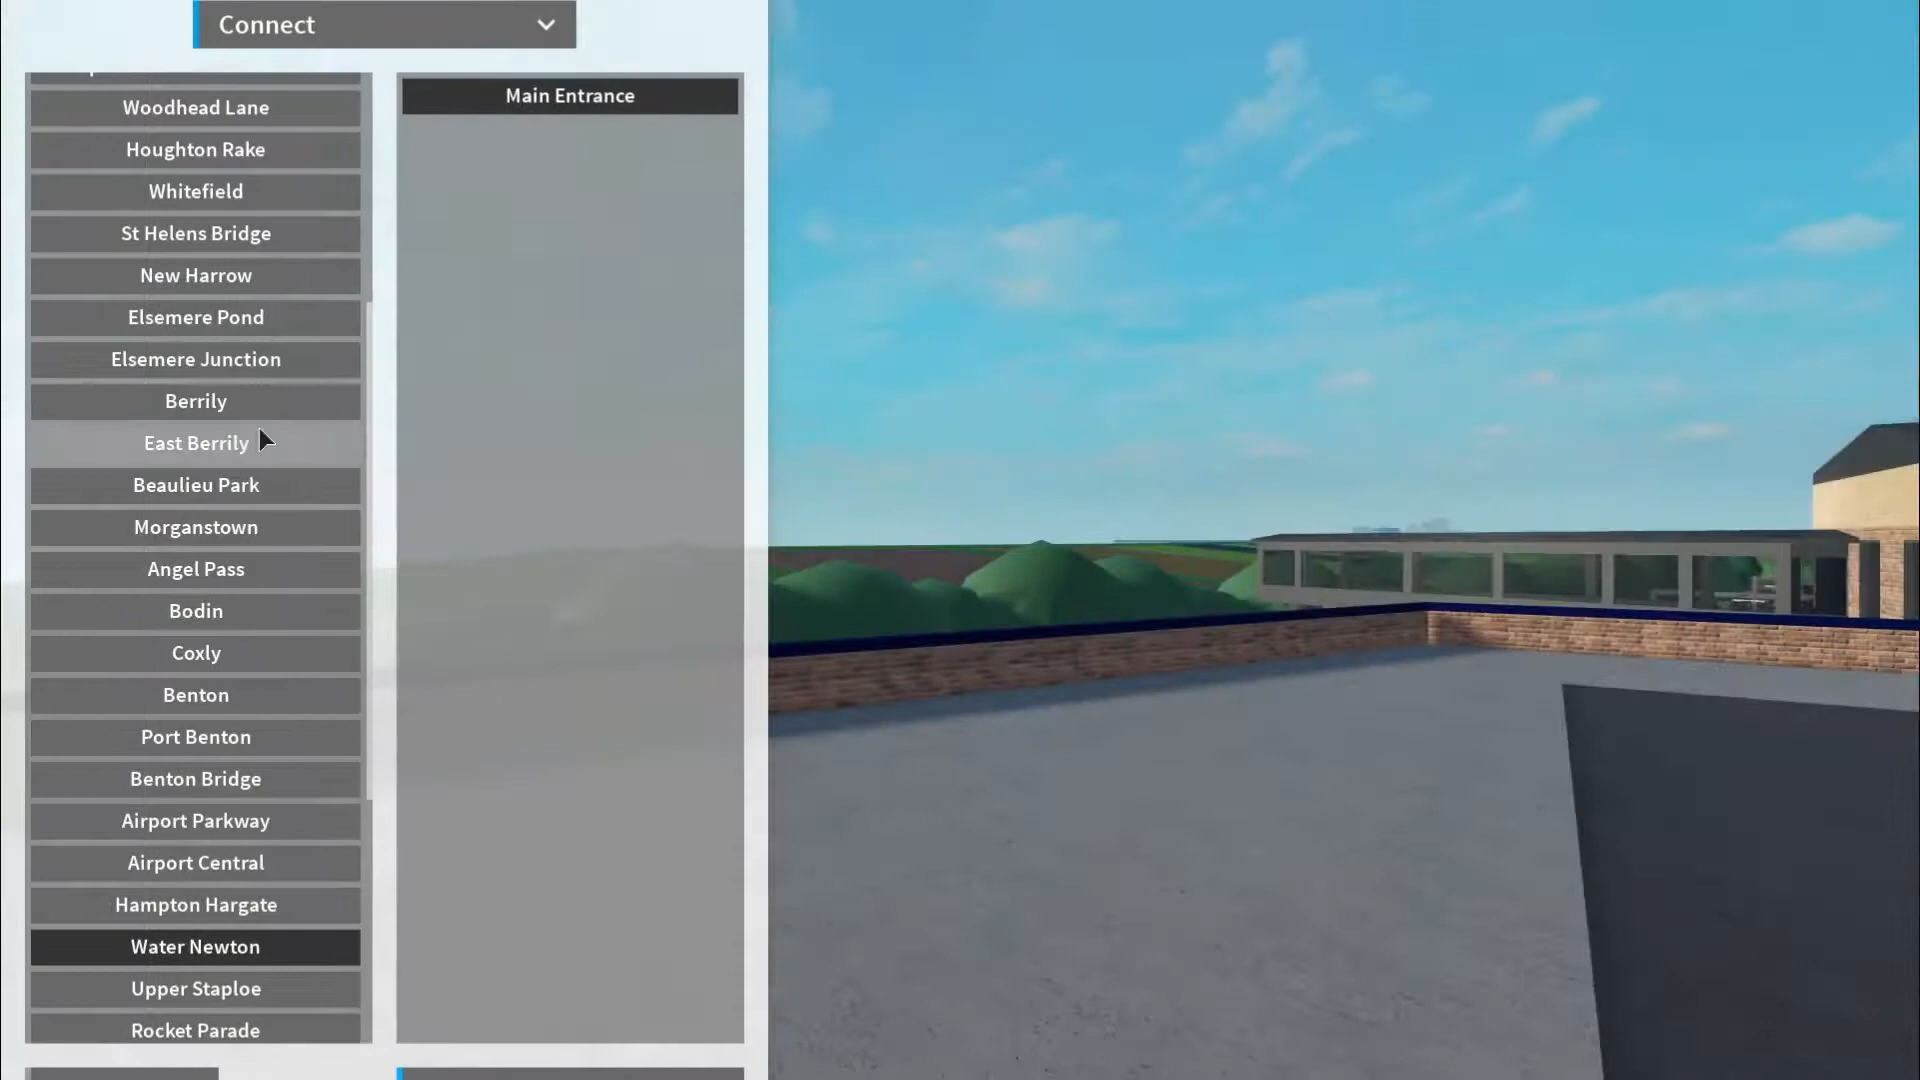 Connect
Woodhead Lane
Houghton Rake
Whitefield
St Helens Bridge
New Harrow
Elsemere Pond
Elsemere Junction
Berrily
East Berrily
Beaulieu Park
Morganstown
Angel Pass
Bodin
Coxly
Benton
Port Benton
Benton Bridge
Airport Parkway
Airport Central
Hampton Hargate
Water Newton
Upper Staploe
Rocket Parade
Main Entrance